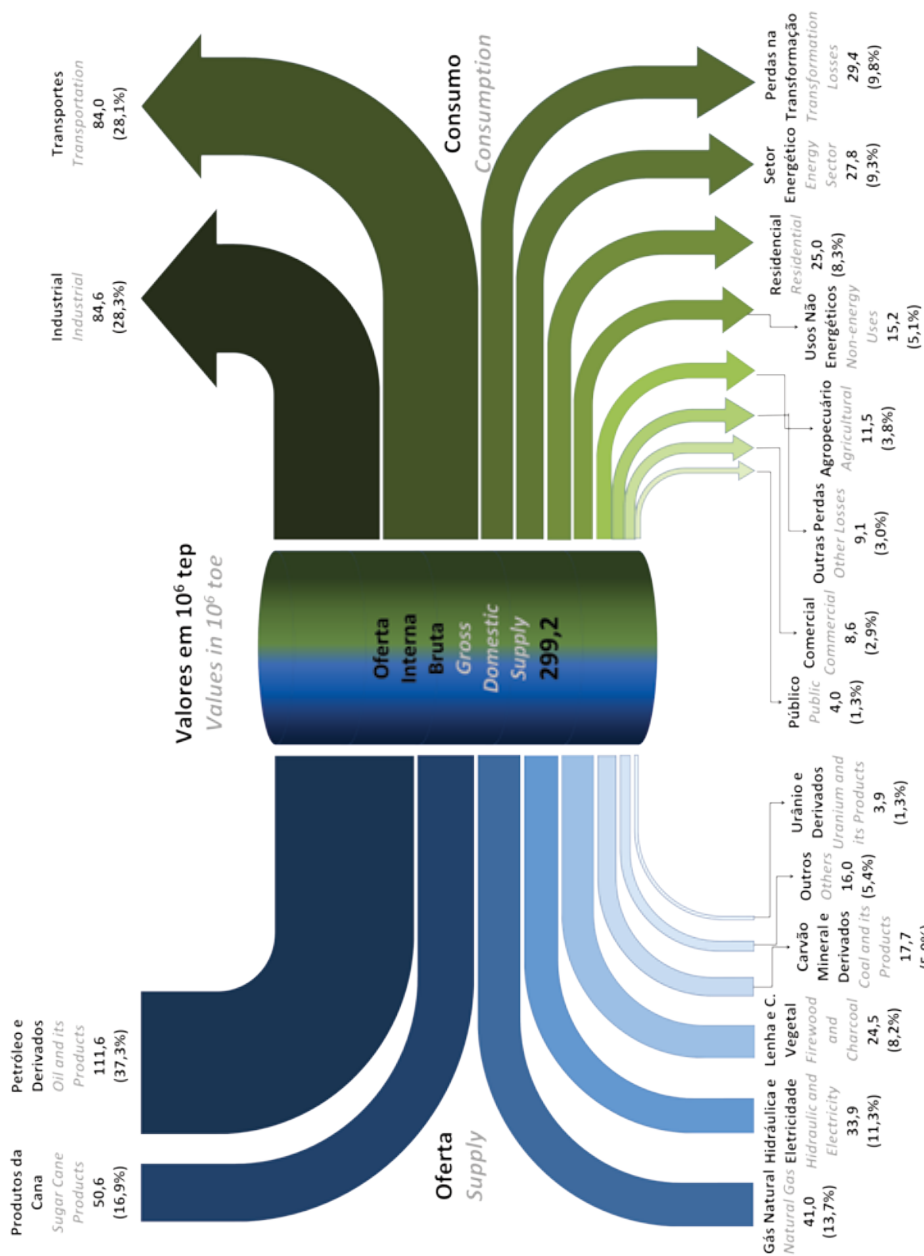 Valores em 10⁶ tep
Values in 10⁶ toe
Produtos da
Cana
Sugar Cane
Products
50,6
(16,9%)
Petróleo e
Derivados
Oil and its
Products
111,6
(37,3%)
Industrial
Industrial
84,6
(28,3%)
Transportes
Transportation
84,0
(28,1%)
Oferta
Supply
Oferta
Interna
Bruta
Gross
Domestic
Supply
299,2
Consumo
Consumption
Gás Natural
Natural Gas
41,0
(13,7%)
Hidráulica e
Eletricidade
Hidraulic and
Electricity
33,9
(11,3%)
Lenha e C.
Vegetal
Firewood
and
Charcoal
24,5
(8,2%)
Carvão
Mineral e
Derivados
Coal and its
Products
17,7
Outros
Others
16,0
(5,4%)
Urânio e
Derivados
Uranium and
its Products
3,9
(1,3%)
Público
Public
4,0
(1,3%)
Comercial
Commercial
8,6
(2,9%)
Outras Perdas
Other Losses
9,1
(3,0%)
Agropecuário
Agricultural
11,5
(3,8%)
Usos Não
Energéticos
Non-energy
Uses
15,2
(5,1%)
Residencial
Residential
25,0
(8,3%)
Setor
Energético
Energy
Sector
27,8
(9,3%)
Perdas na
Transformação
Transformation
Losses
29,4
(9,8%)